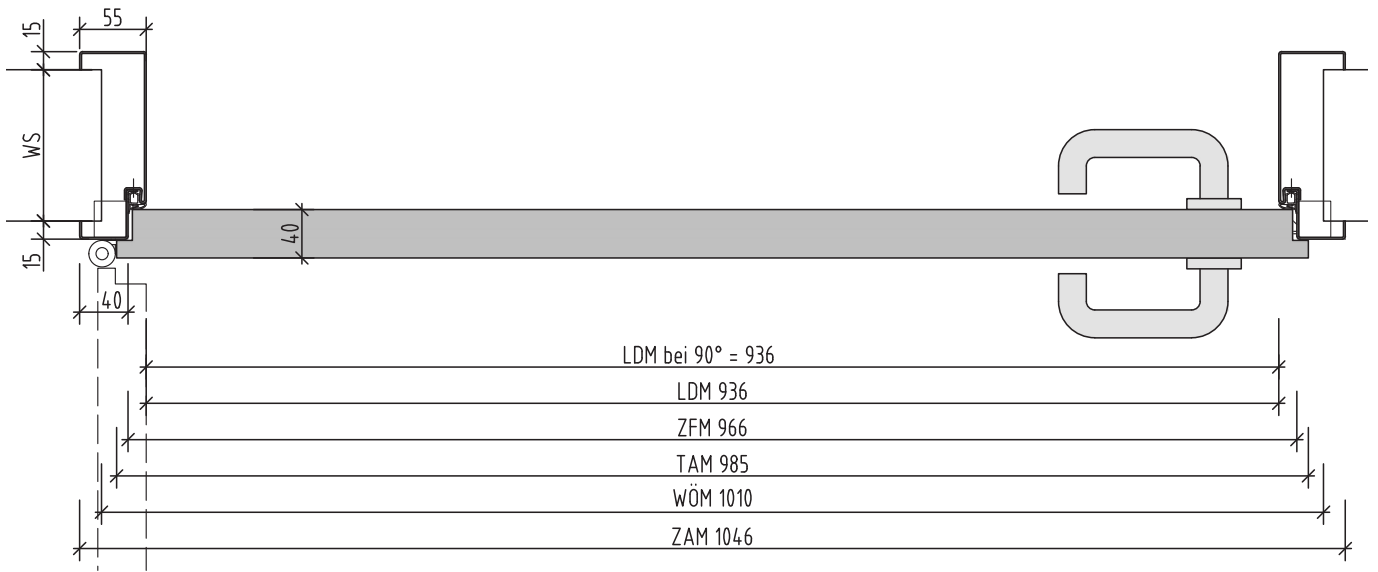 55
15
WS
15
40
40
LDM bei 90° = 936
LDM 936
ZFM 966
TAM 985
WÖM 1010
ZAM 1046